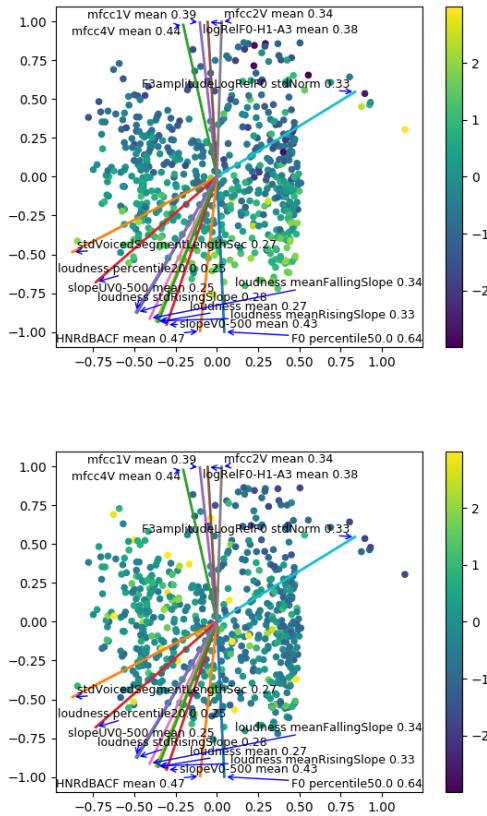 mfcc1V mean 0.39
mfcc2V mean 0.34
mfcc4V mean 0.44
logRelF0-H1-A3 mean 0.38
F3amplitudeLogRelF0 stdNorm 0.33
stdVoicedSegmentLengthSec 0.27
loudness percentile20.0 0.25
slopeUV0-500 mean 0.25
loudness meanFallingSlope 0.34
loudness stdRisingSlope 0.28
loudness mean 0.27
loudness meanRisingSlope 0.33
slopeV0-500 mean 0.43
HNRdBACF mean 0.47
F0 percentile50.0 0.64
1.00
0.75
0.50
0.25
0.00
−0.25
−0.50
−0.75
−1.00
−0.75 −0.50 −0.25 0.00 0.25 0.50 0.75 1.00
2
1
0
−1
−2
mfcc1V mean 0.39
mfcc2V mean 0.34
mfcc4V mean 0.44
logRelF0-H1-A3 mean 0.38
F3amplitudeLogRelF0 stdNorm 0.33
stdVoicedSegmentLengthSec 0.27
loudness percentile20.0 0.25
slopeUV0-500 mean 0.25
loudness meanFallingSlope 0.34
loudness stdRisingSlope 0.28
loudness mean 0.27
loudness meanRisingSlope 0.33
slopeV0-500 mean 0.43
HNRdBACF mean 0.47
F0 percentile50.0 0.64
1.00
0.75
0.50
0.25
0.00
−0.25
−0.50
−0.75
−1.00
−0.75 −0.50 −0.25 0.00 0.25 0.50 0.75 1.00
2
1
0
−1
−2